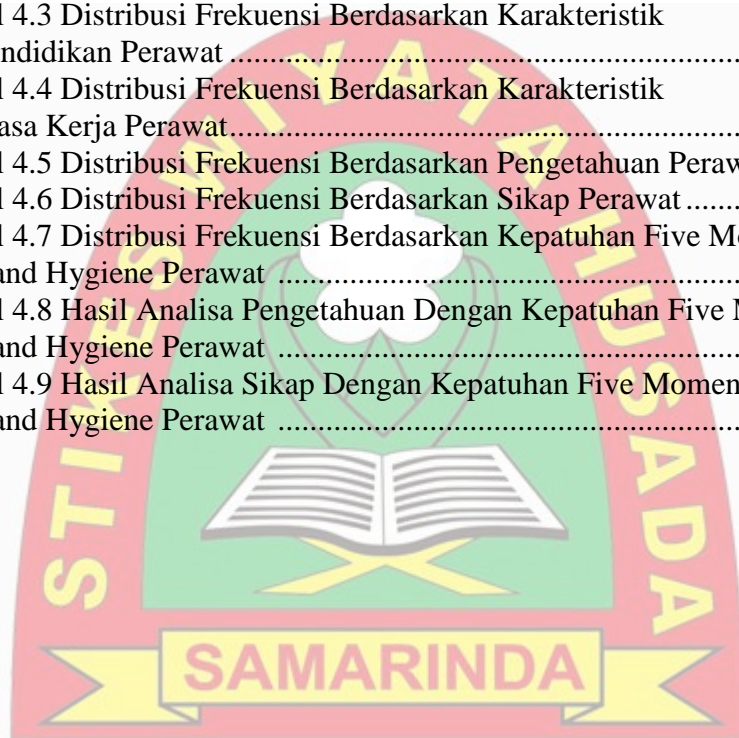 l 4.3 Distribusi Frekuensi Berdasarkan Karakteristik
ndidikan Perawat ................................................................
l 4.4 Distribusi Frekuensi Berdasarkan Karakteristik
asa Kerja Perawat................................................................
l 4.5 Distribusi Frekuensi Berdasarkan Pengetahuan Peraw
l 4.6 Distribusi Frekuensi Berdasarkan Sikap Perawat .......
l 4.7 Distribusi Frekuensi Berdasarkan Kepatuhan Five M
and Hygiene Perawat ..........................................................
l 4.8 Hasil Analisa Pengetahuan Dengan Kepatuhan Five M
and Hygiene Perawat ..........................................................
l 4.9 Hasil Analisa Sikap Dengan Kepatuhan Five Momen
and Hygiene Perawat ..........................................................
STIKES WIYATA HUSADA
SAMARINDA